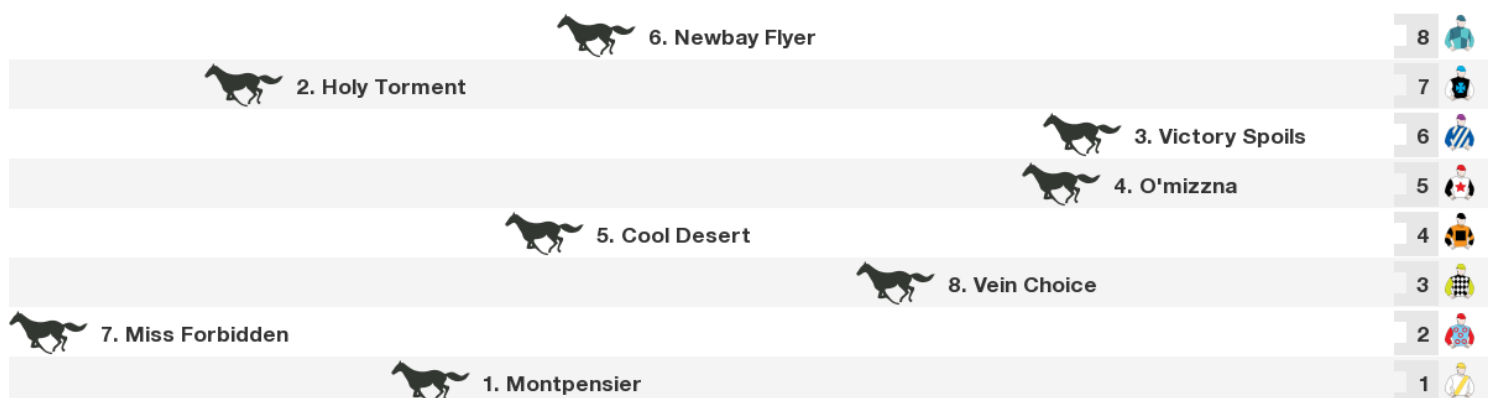 6. Newbay Flyer 8
2. Holy Torment 7
3. Victory Spoils 6
4. O'mizzna 5
5. Cool Desert 4
8. Vein Choice 3
7. Miss Forbidden 2
1. Montpensier 1